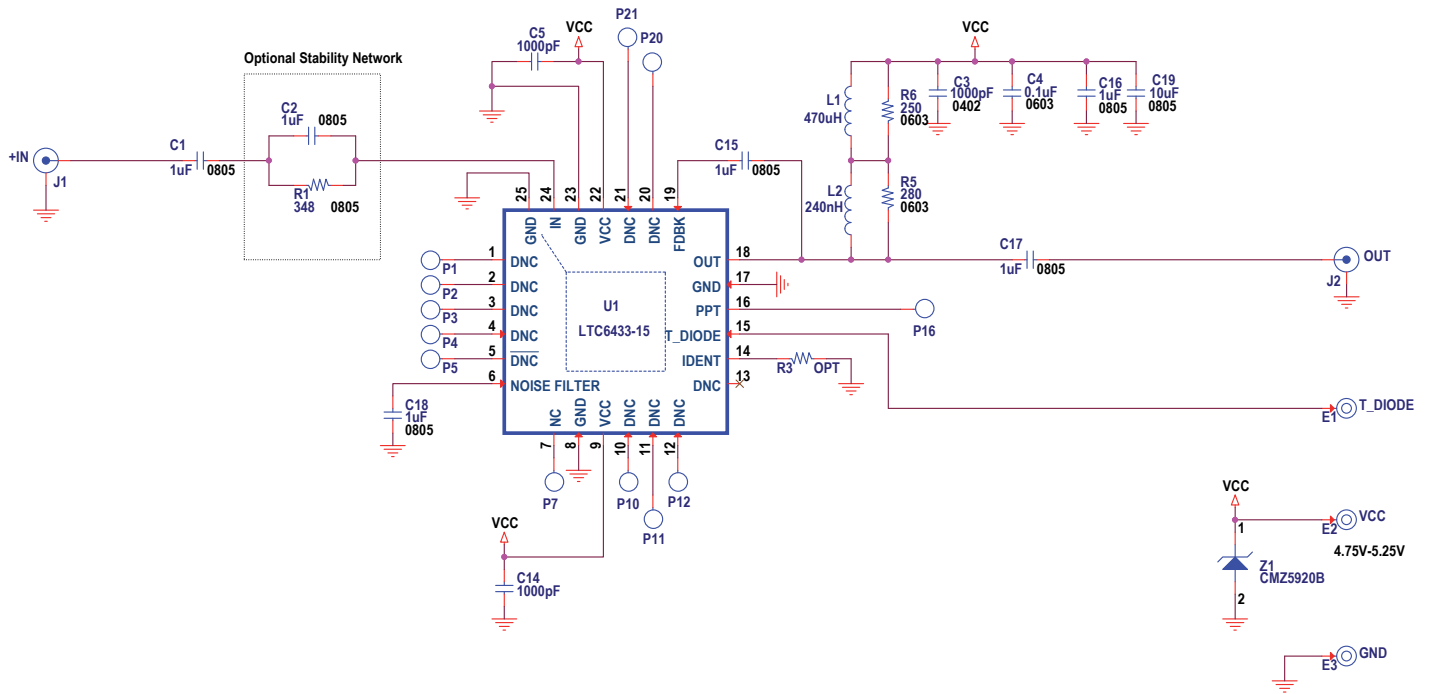 Optional Stability Network
+IN
J1
C1
1uF
0805
C2
1uF
0805
R1
348
0805
C5
1000pF
VCC
P21
P20
C15
1uF
0805
L1
470uH
R6
250
0603
L2
240nH
R5
280
0603
VCC
C3
1000pF
0402
C4
0.1uF
0603
C16
1uF
0805
C19
10uF
0805
25
24
23
22
21
20
19
GND
IN
GND
VCC
DNC
DNC
FDBK
P1
1
DNC
P2
2
DNC
P3
3
DNC
P4
4
DNC
P5
5
DNC
6
NOISE FILTER
U1
LTC6433-15
OUT
18
GND
17
PPT
16
P16
T_DIODE
15
IDENT
14
R3
OPT
DNC
13
C17
1uF
0805
OUT
J2
C18
1uF
0805
NC
GND
VCC
DNC
DNC
DNC
7
8
9
10
11
12
P7
P10
P11
P12
VCC
C14
1000pF
E1
T_DIODE
VCC
1
Z1
CMZ5920B
2
E2
VCC
4.75V-5.25V
E3
GND